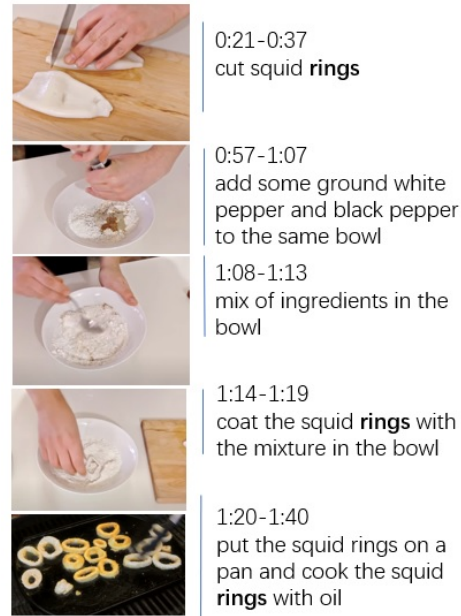 0:21-0:37
cut squid rings
0:57-1:07
add some ground white
pepper and black pepper
to the same bowl
1:08-1:13
mix of ingredients in the
bowl
1:14-1:19
coat the squid rings with
the mixture in the bowl
1:20-1:40
put the squid rings on a
pan and cook the squid
rings with oil